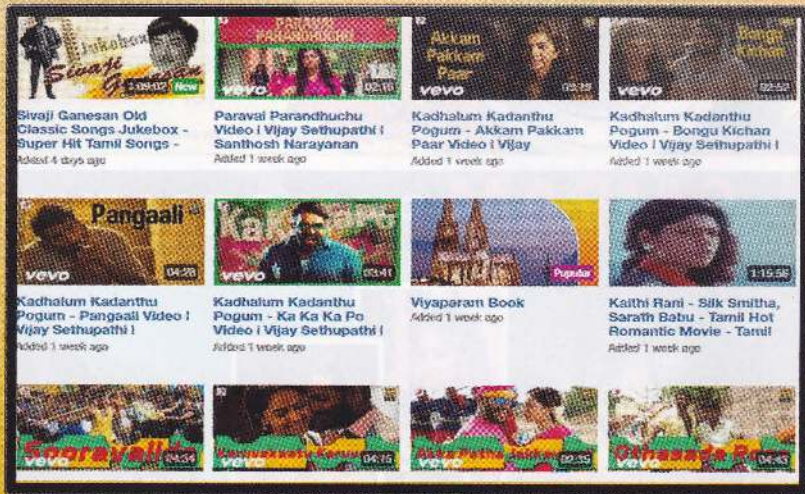 Jukebox
Sivaji
Ganesan
1:09:02 New
PARAVAI
PARANDHUCHU
vevo 02:16
Akkam
Pakkam
Paar
vevo 03:19
Bongu
Kichan
vevo 02:52
Sivaji Ganesan Old
Classic Songs Jukebox -
Super Hit Tamil Songs -
Added 4 days ago
Paravai Parandhuchu
Video | Vijay Sethupathi |
Santhosh Narayanan
Added 1 week ago
Kadhalum Kadanthu
Pogum - Akkam Pakkam
Paar Video | Vijay
Added 1 week ago
Kadhalum Kadanthu
Pogum - Bongu Kichan
Video | Vijay Sethupathi |
Added 1 week ago
Pangaali
vevo 04:28
vevo 03:41
Popular
1:15:56
Kadhalum Kadanthu
Pogum - Pangaali Video |
Vijay Sethupathi |
Added 1 week ago
Kadhalum Kadanthu
Pogum - Ka Ka Ka Po
Video | Vijay Sethupathi |
Added 1 week ago
Viyaparam Book
Added 1 week ago
Kaithi Rani - Silk Smitha,
Sarath Babu - Tamil Hot
Romantic Movie - Tamil
Added 1 week ago
vevo 04:34
vevo 04:15
vevo 02:35
vevo 04:43